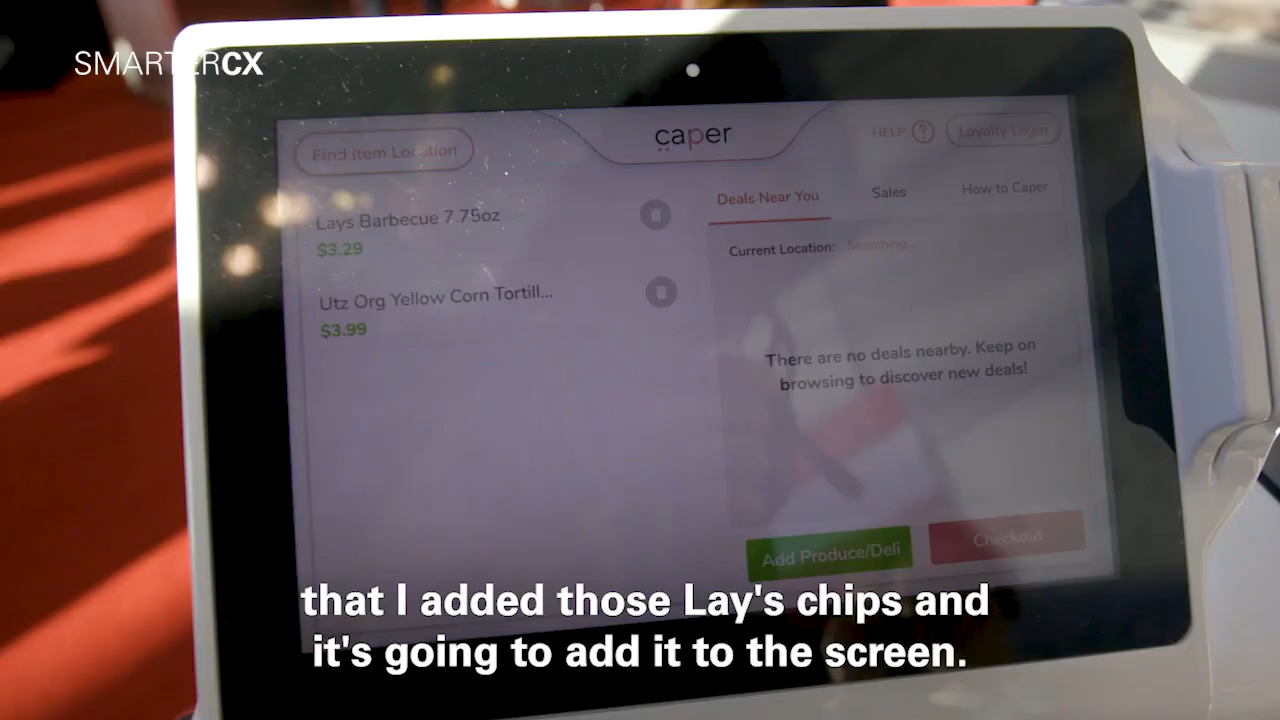 SMARTERCX
Find Item Location
caper
HELP ?
Loyalty Login
Lays Barbecue 7.75oz
$3.29
Utz Org Yellow Corn Tortill...
$3.99
Deals Near You
Sales
How to Caper
Current Location: Searching...
There are no deals nearby. Keep on
browsing to discover new deals!
Add Produce/Deli
Checkout
that I added those Lay's chips and
it's going to add it to the screen.